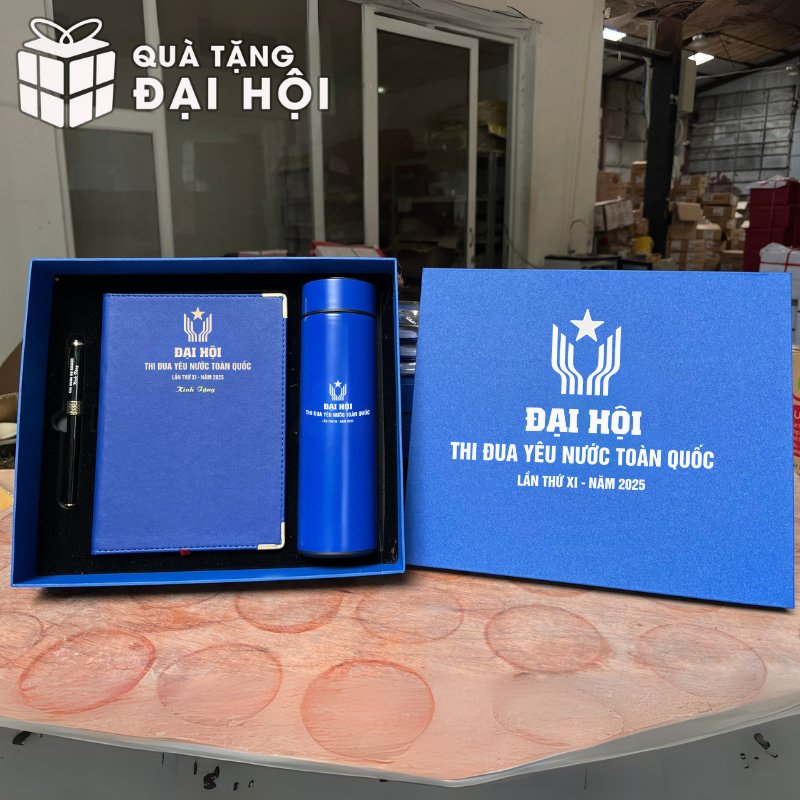 QUÀ TẶNG
ĐẠI HỘI
ĐẠI HỘI
THI ĐUA YÊU NƯỚC TOÀN QUỐC
LẦN THỨ XI - NĂM 2025
Kính Tặng
ĐẠI HỘI
THI ĐUA YÊU NƯỚC TOÀN QUỐC
LẦN THỨ XI - NĂM 2025
ĐẠI HỘI
THI ĐUA YÊU NƯỚC TOÀN QUỐC
LẦN THỨ XI - NĂM 2025